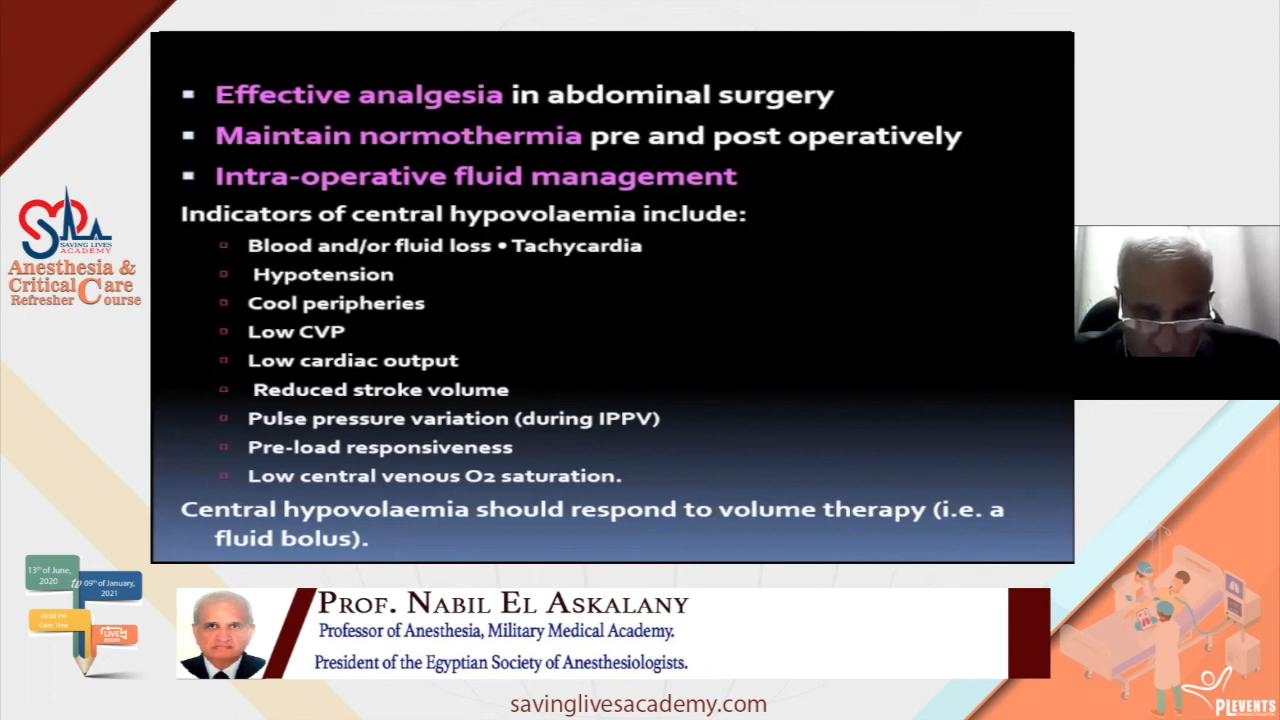 Effective analgesia in abdominal surgery
Maintain normothermia pre and post operatively
Intra-operative fluid management
Indicators of central hypovolaemia include:
Blood and/or fluid loss • Tachycardia
Hypotension
Cool peripheries
Low CVP
Low cardiac output
Reduced stroke volume
Pulse pressure variation (during IPPV)
Pre-load responsiveness
Low central venous O2 saturation.
Central hypovolaemia should respond to volume therapy (i.e. a
fluid bolus).
SAVING LIVES
ACADEMY
Anesthesia &
Critical Care
Refresher Course
13th of June,
2020
to
09th of January,
2021
Cairo Time
LIVE
zoom
PROF. NABIL EL ASKALANY
Professor of Anesthesia, Military Medical Academy.
President of the Egyptian Society of Anesthesiologists.
savinglivesacademy.com
PLEVENTS